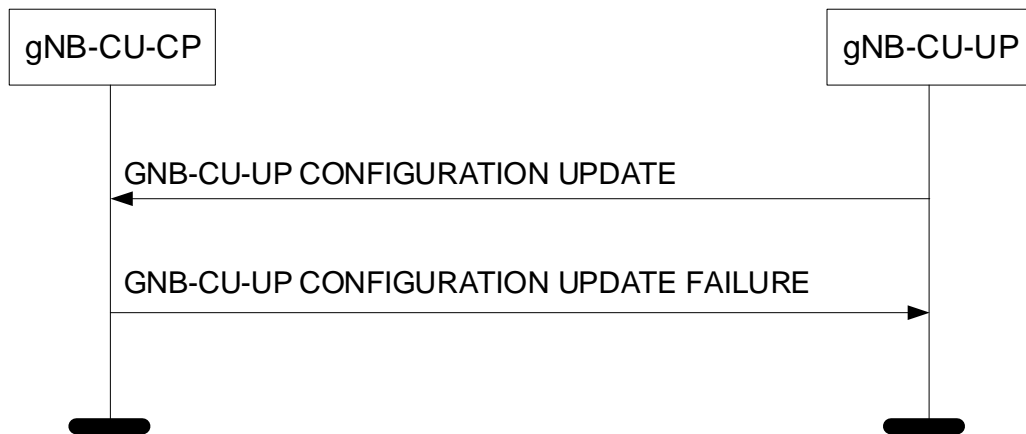 gNB-CU-CP
gNB-CU-UP
GNB-CU-UP CONFIGURATION UPDATE
GNB-CU-UP CONFIGURATION UPDATE FAILURE